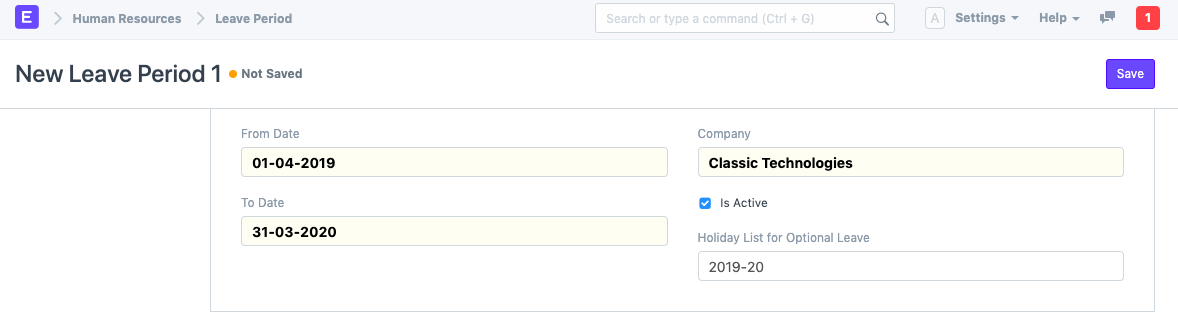 E Human Resources Leave Period Search or type a command (Ctrl + G) A Settings Help 1
New Leave Period 1 Not Saved Save
From Date Company
01-04-2019 Classic Technologies
To Date Is Active
31-03-2020
Holiday List for Optional Leave
2019-20